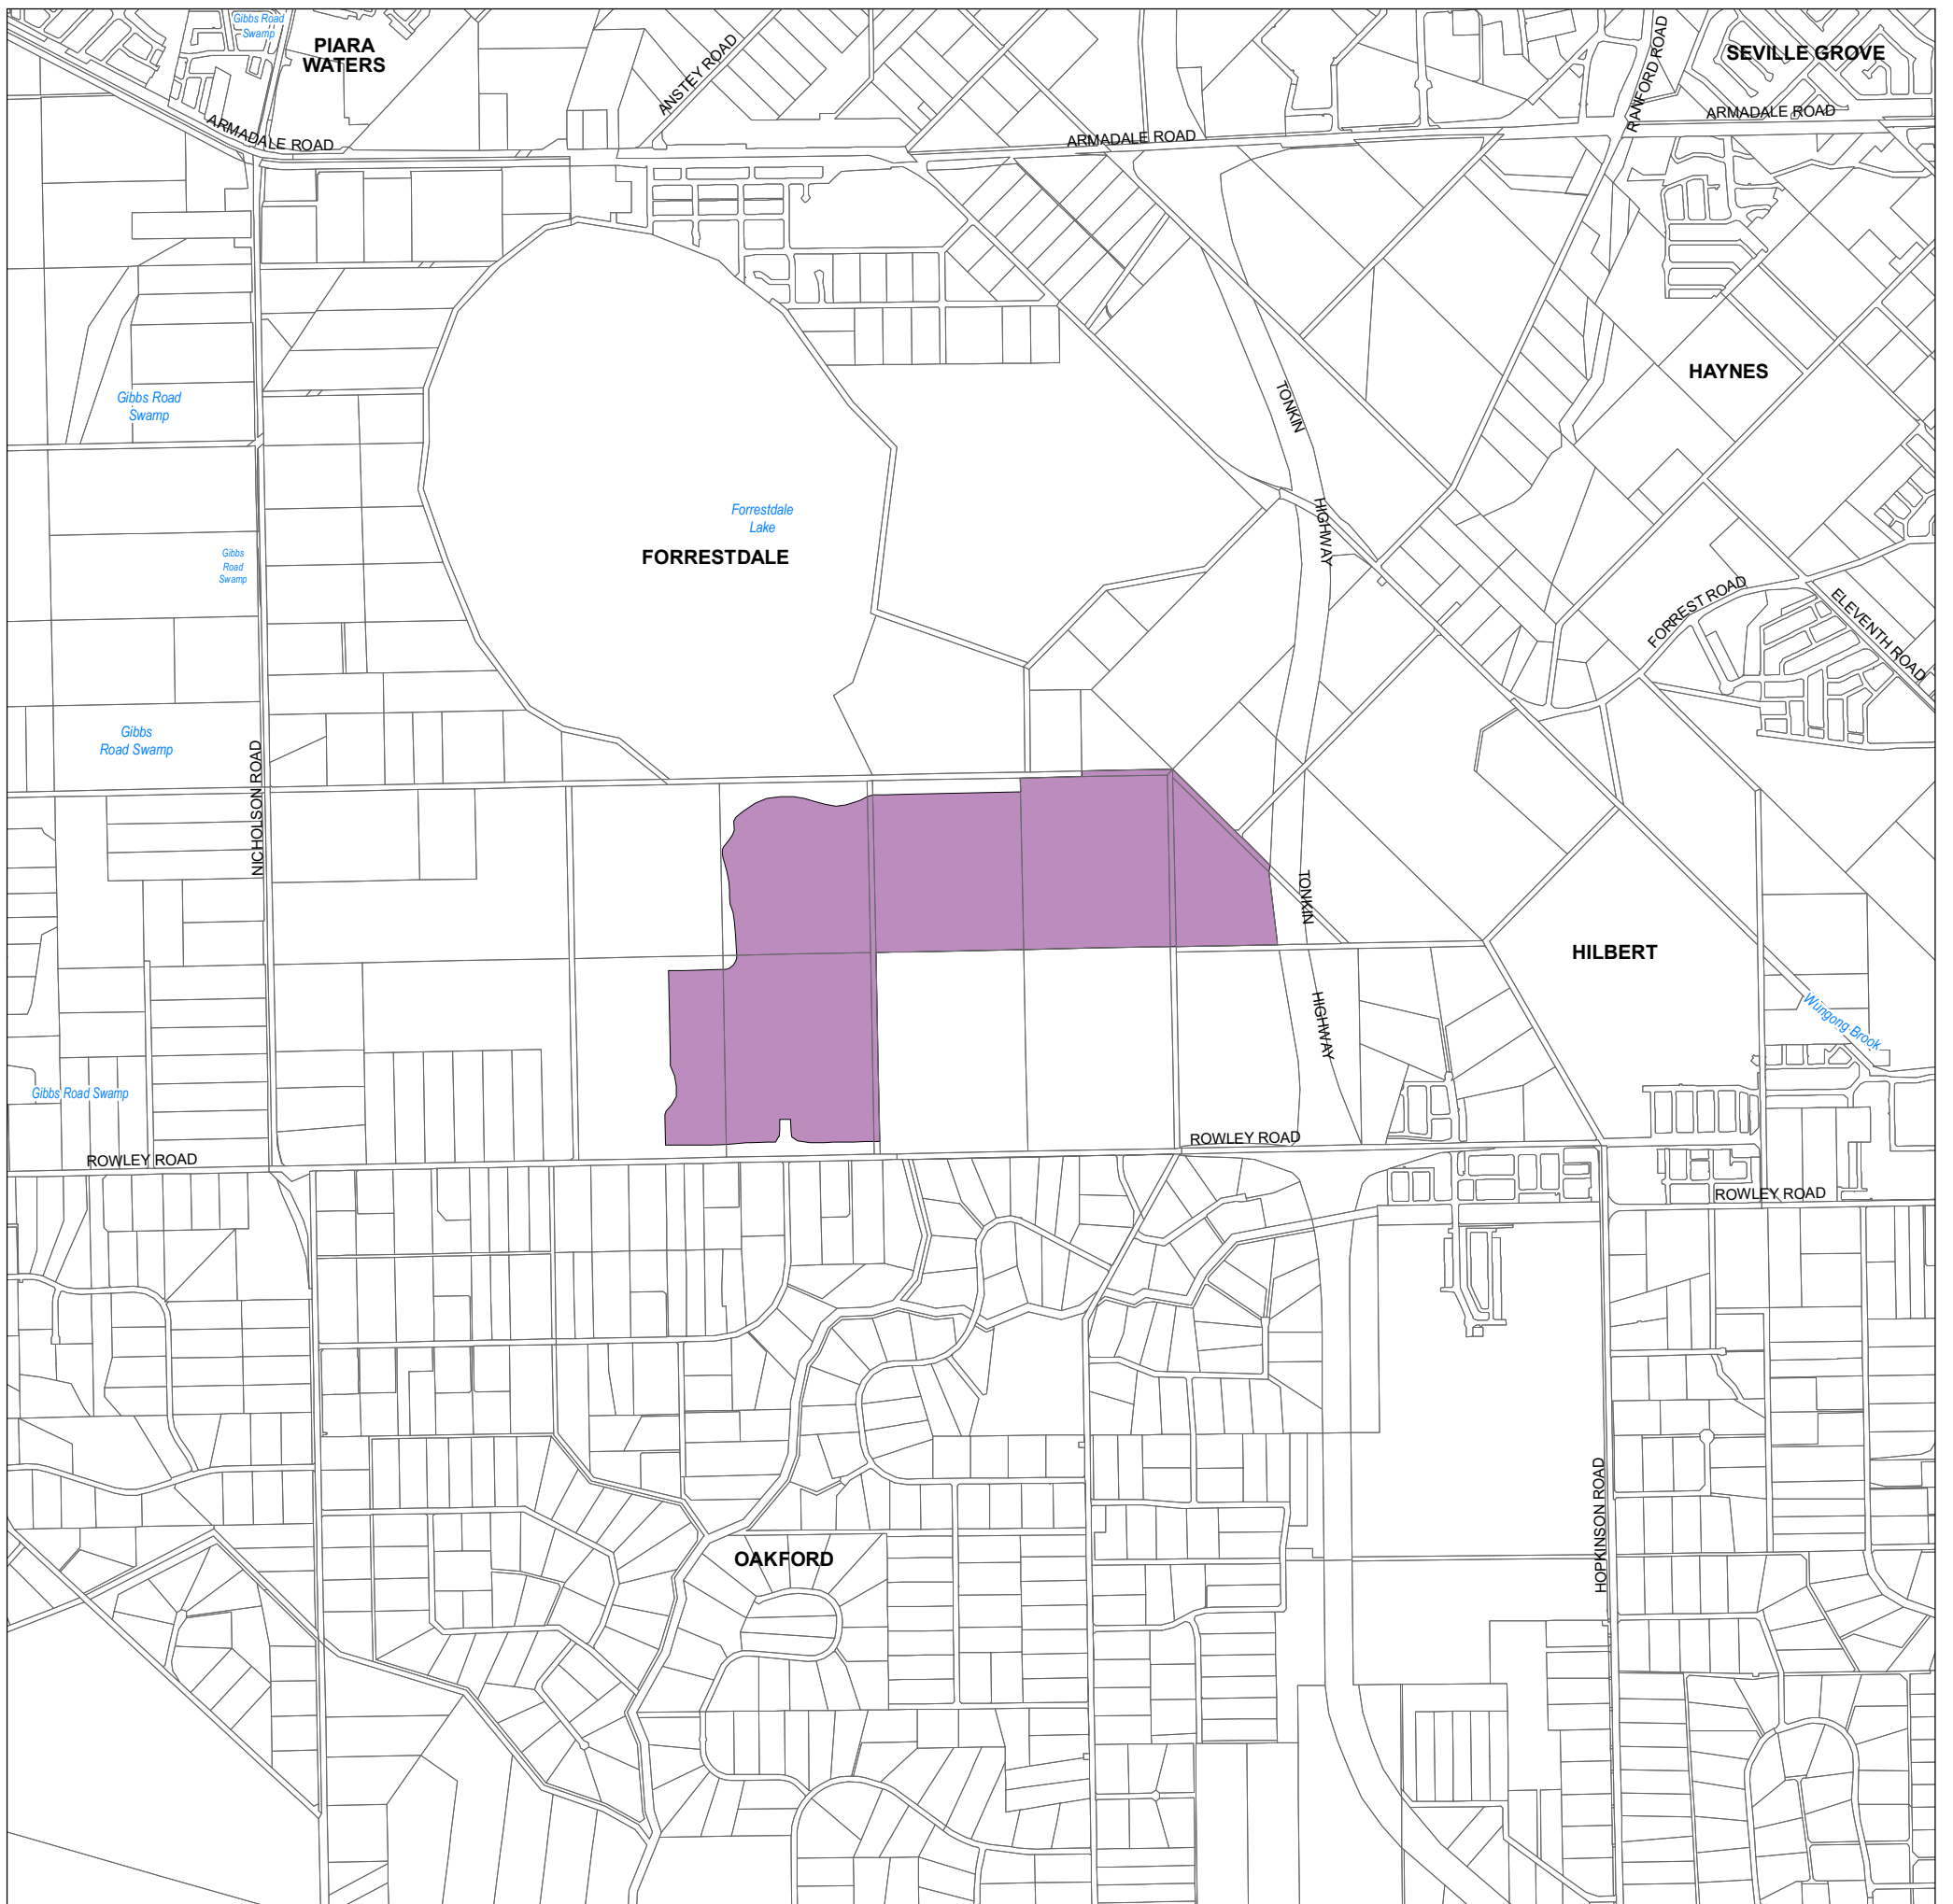 Gibbs Road
Swamp
PIARA
WATERS
SEVILLE GROVE
ANSTEY ROAD
RANFORD ROAD
ARMADALE ROAD
ARMADALE ROAD
ARMADALE ROAD
HAYNES
Gibbs Road
Swamp
TONKIN
Forrestdale
Lake
HIGHWAY
FORRESTDALE
Gibbs
Road
Swamp
FORREST ROAD
ELEVENTH ROAD
Gibbs
Road Swamp
NICHOLSON ROAD
TONKIN
HILBERT
HIGHWAY
Wungong Brook
Gibbs Road Swamp
ROWLEY ROAD
ROWLEY ROAD
ROWLEY ROAD
HOPKINSON ROAD
OAKFORD